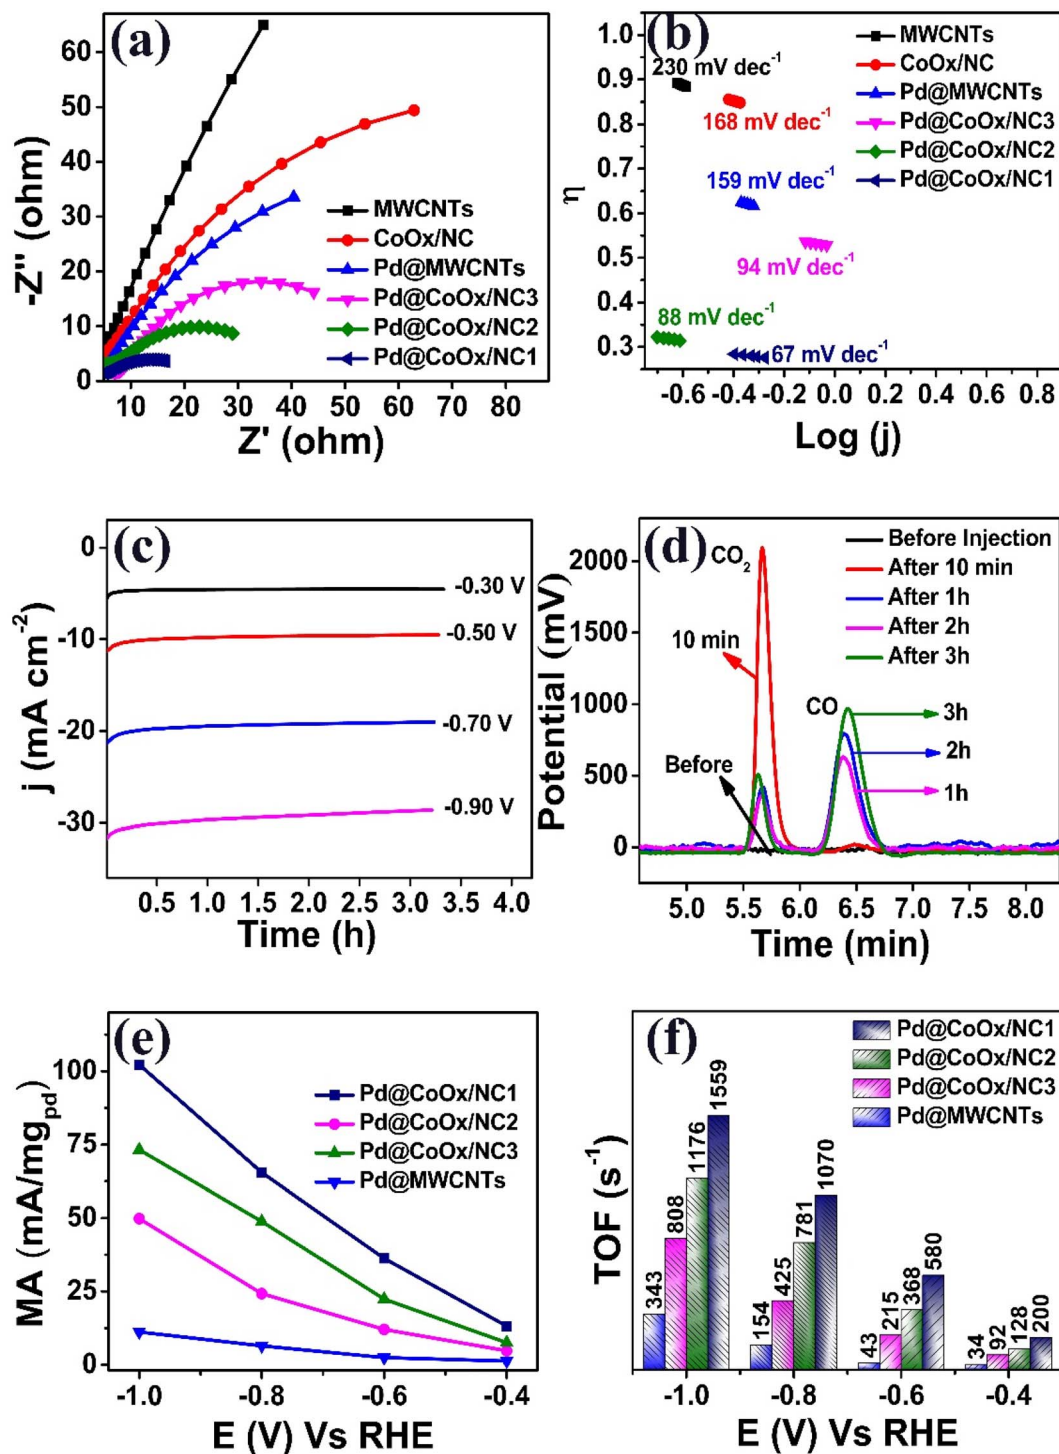 (a)
-Z'' (ohm)
60
50
40
30
20
10
0
MWCNTs
CoOx/NC
Pd@MWCNTs
Pd@CoOx/NC3
Pd@CoOx/NC2
Pd@CoOx/NC1
10 20 30 40 50 60 70 80
Z' (ohm)
(b)
η
1.0
0.9
0.8
0.7
0.6
0.5
0.4
0.3
MWCNTs
CoOx/NC
Pd@MWCNTs
Pd@CoOx/NC3
Pd@CoOx/NC2
Pd@CoOx/NC1
230 mV dec⁻¹
168 mV dec⁻¹
159 mV dec⁻¹
94 mV dec⁻¹
88 mV dec⁻¹
67 mV dec⁻¹
-0.6 -0.4 -0.2 0.0 0.2 0.4 0.6 0.8
Log (j)
(c)
j (mA cm⁻²)
0
-10
-20
-30
-0.30 V
-0.50 V
-0.70 V
-0.90 V
0.5 1.0 1.5 2.0 2.5 3.0 3.5 4.0
Time (h)
(d)
Potential (mV)
2000
1500
1000
500
0
CO₂
Before Injection
After 10 min
After 1h
After 2h
After 3h
10 min
CO
3h
Before
2h
1h
5.0 5.5 6.0 6.5 7.0 7.5 8.0
Time (min)
(e)
MA (mA/mg_pd)
100
75
50
25
0
Pd@CoOx/NC1
Pd@CoOx/NC2
Pd@CoOx/NC3
Pd@MWCNTs
-1.0 -0.8 -0.6 -0.4
E (V) Vs RHE
(f)
TOF (s⁻¹)
Pd@CoOx/NC1
Pd@CoOx/NC2
Pd@CoOx/NC3
Pd@MWCNTs
343 808 1176 1559
154 425 781 1070
43 215 368 580
34 92 128 200
-1.0 -0.8 -0.6 -0.4
E (V) Vs RHE